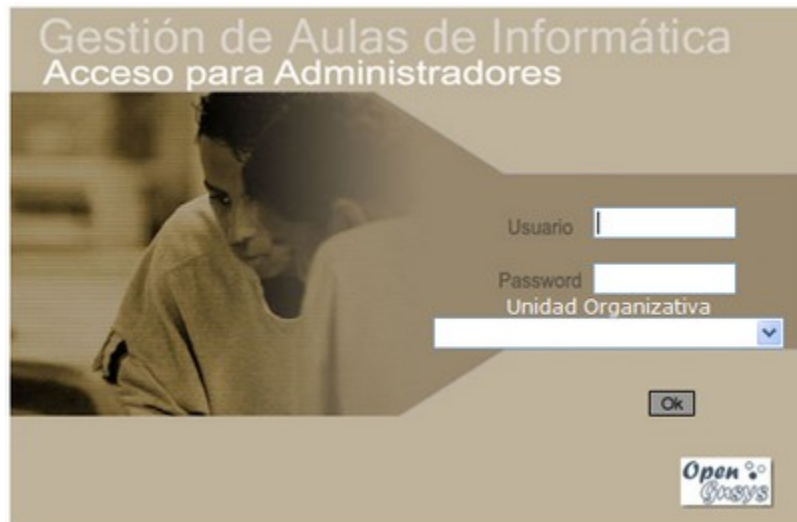 Gestión de Aulas de Informática
Acceso para Administradores
Usuario
Password
Unidad Organizativa
Ok
Open
Gnsys